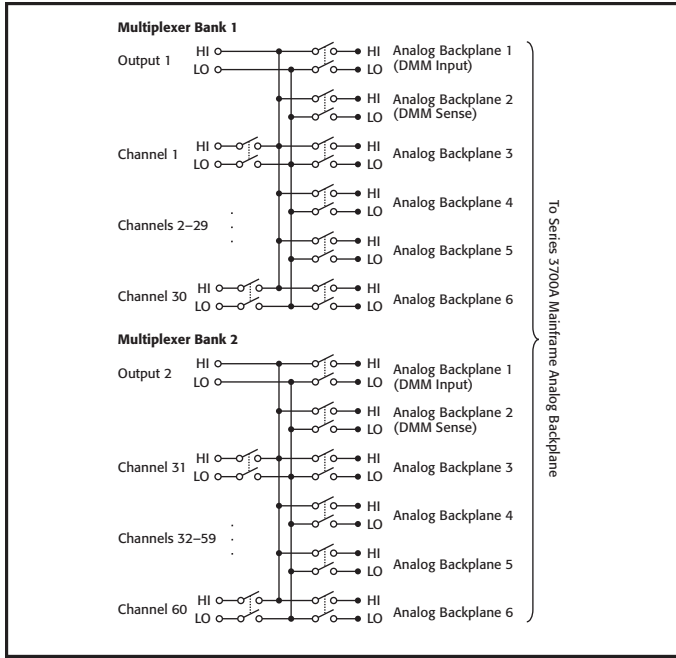 Multiplexer Bank 1
Output 1
HI
LO
HI Analog Backplane 1
LO (DMM Input)
HI Analog Backplane 2
LO (DMM Sense)
Channel 1
HI
LO
HI
LO
Analog Backplane 3
HI
LO
Analog Backplane 4
Channels 2–29
HI
LO
Analog Backplane 5
Channel 30
HI
LO
HI
LO
Analog Backplane 6
Multiplexer Bank 2
Output 2
HI
LO
HI Analog Backplane 1
LO (DMM Input)
HI Analog Backplane 2
LO (DMM Sense)
Channel 31
HI
LO
HI
LO
Analog Backplane 3
HI
LO
Analog Backplane 4
Channels 32–59
HI
LO
Analog Backplane 5
Channel 60
HI
LO
HI
LO
Analog Backplane 6
To Series 3700A Mainframe Analog Backplane